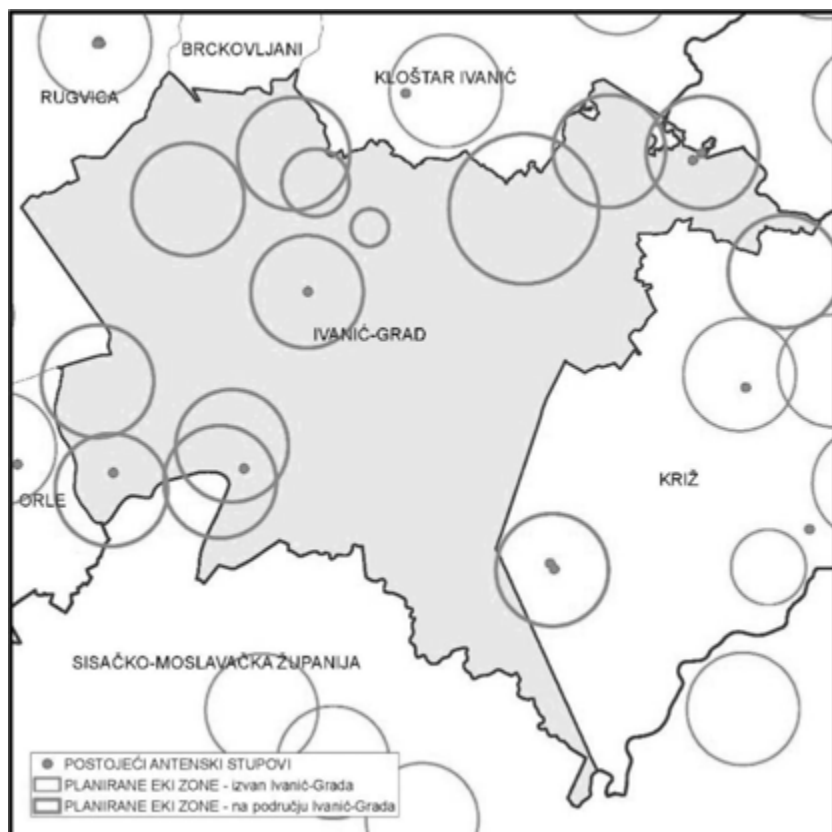 BRCKOVLJANI
KLOŠTAR IVANIĆ
RUGVICA
IVANIĆ-GRAD
KRIŽ
ORLE
SISAČKO-MOSLAVAČKA ŽUPANIJA
POSTOJEĆI ANTENSKI STUPOVI
PLANIRANE EKI ZONE - izvan Ivanić-Grada
PLANIRANE EKI ZONE - na području Ivanić-Grada